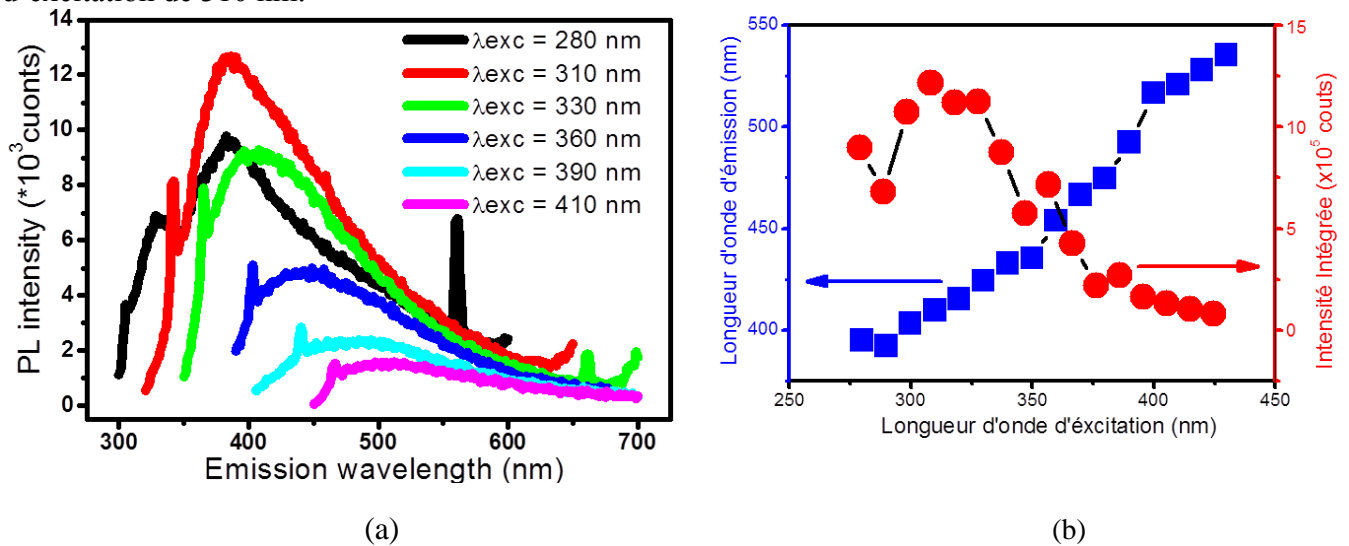 d'excitation de 310 nm.
PL intensity (*10³cuonts)
14
12
10
8
6
4
2
0
λexc = 280 nm
λexc = 310 nm
λexc = 330 nm
λexc = 360 nm
λexc = 390 nm
λexc = 410 nm
300 400 500 600 700
Emission wavelength (nm)
(a)
Longueur d'onde d'émission (nm)
550
500
450
400
15
10
5
0
Intensité Intégrée (x10⁵ couts)
250 300 350 400 450
Longueur d'onde d'éxcitation (nm)
(b)